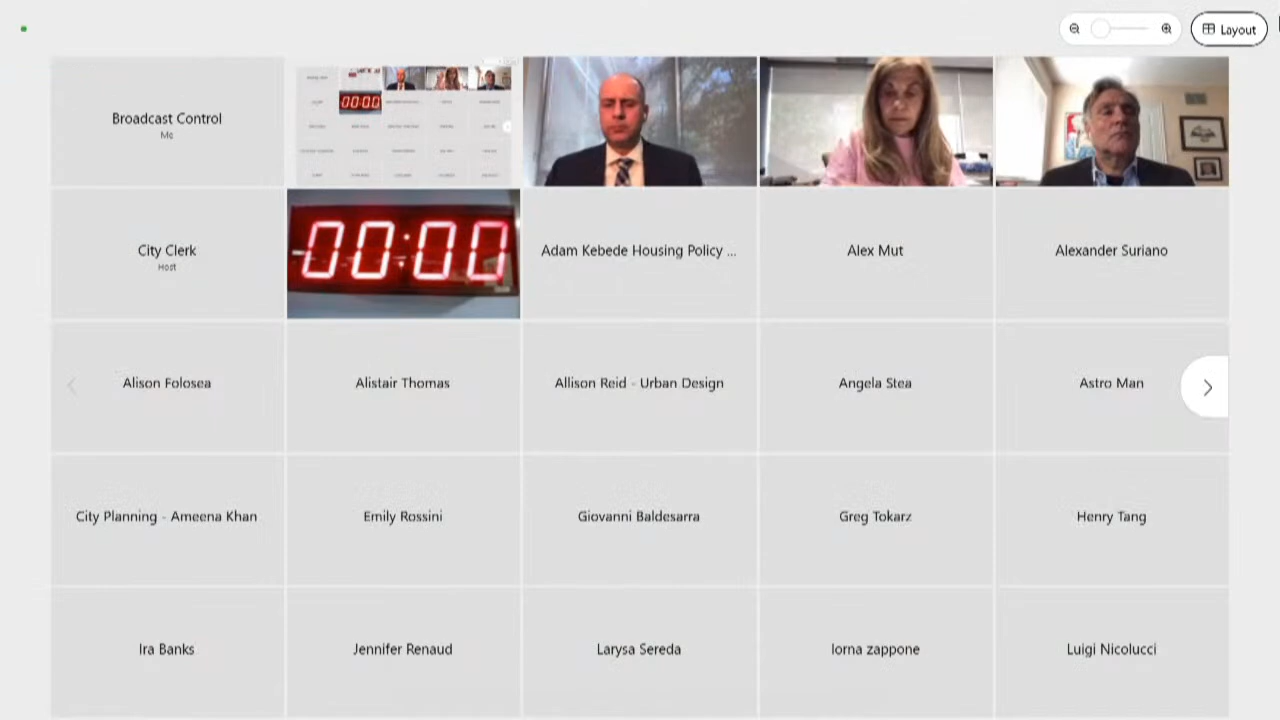 Layout
Broadcast Control
Me
00:00
City Clerk
Host
00:00
Adam Kebede Housing Policy ...
Alex Mut
Alexander Suriano
Alison Folosea
Alistair Thomas
Allison Reid - Urban Design
Angela Stea
Astro Man
City Planning - Ameena Khan
Emily Rossini
Giovanni Baldesarra
Greg Tokarz
Henry Tang
Ira Banks
Jennifer Renaud
Larysa Sereda
lorna zappone
Luigi Nicolucci